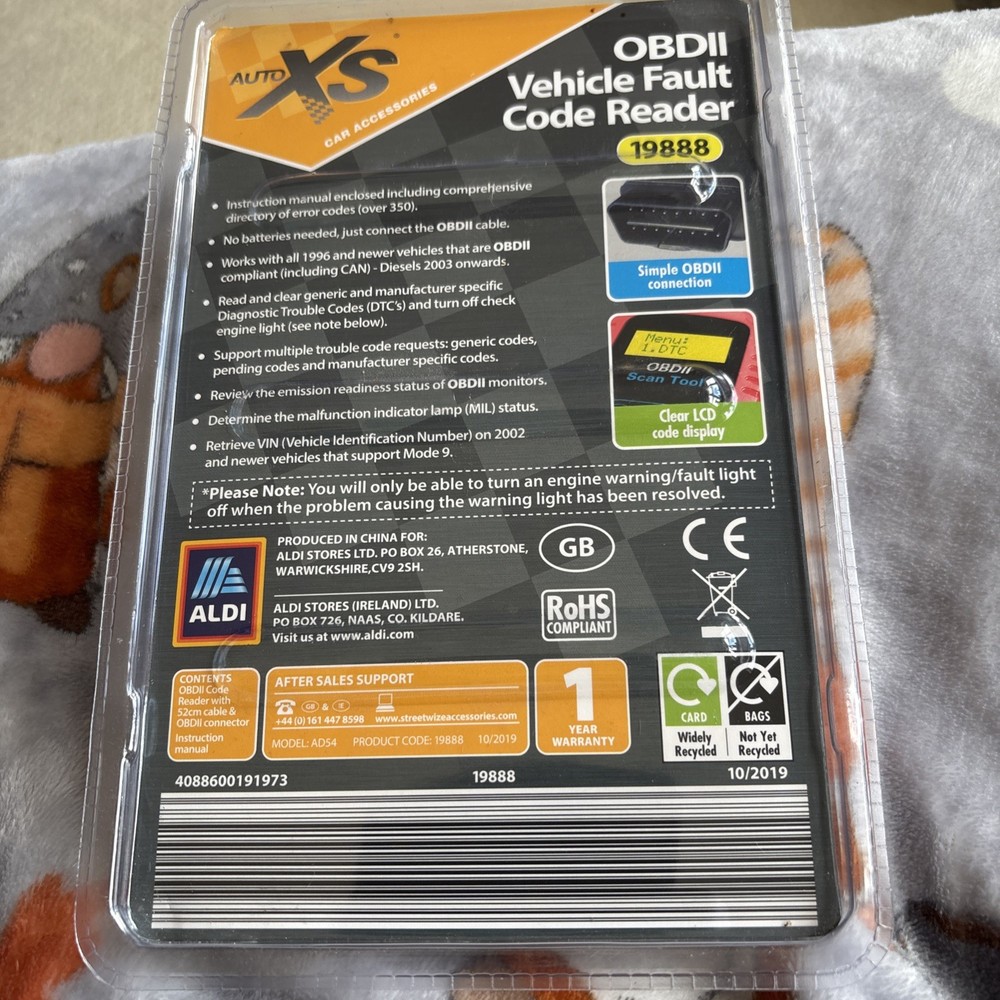 AUTO XS
CAR ACCESSORIES
OBDII
Vehicle Fault
Code Reader
19888
• Instruction manual enclosed including comprehensive
directory of error codes (over 350).
• No batteries needed, just connect the OBDII cable.
• Works with all 1996 and newer vehicles that are OBDII
compliant (including CAN) - Diesels 2003 onwards.
• Read and clear generic and manufacturer specific
Diagnostic Trouble Codes (DTC's) and turn off check
engine light (see note below).
• Support multiple trouble code requests: generic codes,
pending codes and manufacturer specific codes.
• Review the emission readiness status of OBDII monitors.
• Determine the malfunction indicator lamp (MIL) status.
• Retrieve VIN (Vehicle Identification Number) on 2002
and newer vehicles that support Mode 9.
Simple OBDII
connection
Menu:
1.DTC
OBDII
Scan Tool
Clear LCD
code display
*Please Note: You will only be able to turn an engine warning/fault light
off when the problem causing the warning light has been resolved.
ALDI
PRODUCED IN CHINA FOR:
ALDI STORES LTD. PO BOX 26, ATHERSTONE,
WARWICKSHIRE,CV9 2SH.
ALDI STORES (IRELAND) LTD.
PO BOX 726, NAAS, CO. KILDARE.
Visit us at www.aldi.com
GB
CE
RoHS
COMPLIANT
CONTENTS
OBDII Code
Reader with
52cm cable &
OBDII connector
Instruction
manual
AFTER SALES SUPPORT
GB & IE
+44 (0) 161 447 8598 www.streetwizeaccessories.com
MODEL: AD54 PRODUCT CODE: 19888 10/2019
1
YEAR
WARRANTY
CARD
Widely
Recycled
BAGS
Not Yet
Recycled
4088600191973 19888 10/2019